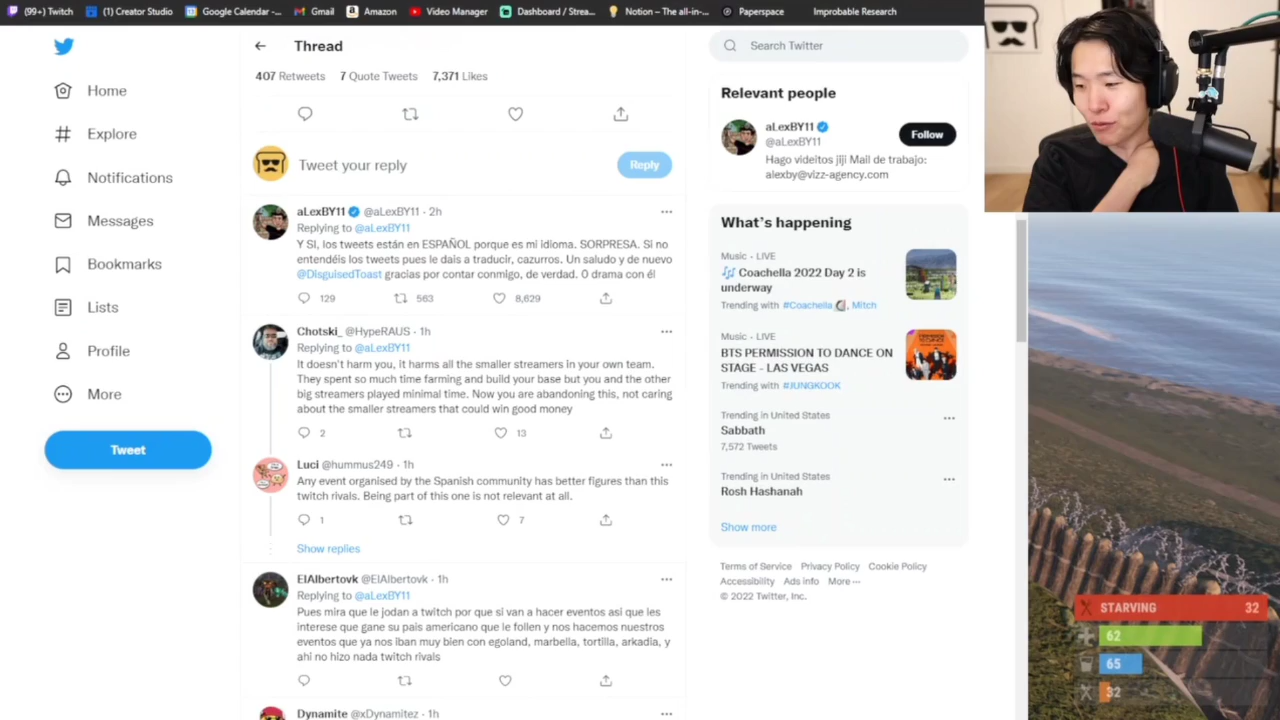 (99+) Twitch
(1) Creator Studio
Google Calendar -...
Gmail
Amazon
Video Manager
Dashboard / Strea...
Notion – The all-in-...
Paperspace
Improbable Research
Home
Explore
Notifications
Messages
Bookmarks
Lists
Profile
More
Tweet
Thread
407 Retweets 7 Quote Tweets 7,371 Likes
Tweet your reply
Reply
aLexBY11 @aLexBY11 · 2h
Replying to @aLexBY11
Y SI, los tweets están en ESPAÑOL porque es mi idioma. SORPRESA. Si no
entendéis los tweets pues le dais a traducir, cazurros. Un saludo y de nuevo
@DisguisedToast gracias por contar conmigo, de verdad. 0 drama con él
129 563 8,629
Chotski_ @HypeRAUS · 1h
Replying to @aLexBY11
It doesn't harm you, it harms all the smaller streamers in your own team.
They spent so much time farming and build your base but you and the other
big streamers played minimal time. Now you are abandoning this, not caring
about the smaller streamers that could win good money
2 13
Luci @hummus249 · 1h
Any event organised by the Spanish community has better figures than this
twitch rivals. Being part of this one is not relevant at all.
1 7
Show replies
ElAlbertovk @ElAlbertovk · 1h
Replying to @aLexBY11
Pues mira que le jodan a twitch por que si van a hacer eventos asi que les
interese que gane su pais americano que le follen y nos hacemos nuestros
eventos que ya nos iban muy bien con egoland, marbella, tortilla, arkadia, y
ahi no hizo nada twitch rivals
Dynamite @xDynamitez · 1h
Search Twitter
Relevant people
aLexBY11
@aLexBY11
Follow
Hago videitos jiji Mail de trabajo:
alexby@vizz-agency.com
What's happening
Music · LIVE
Coachella 2022 Day 2 is
underway
Trending with #Coachella, Mitch
Music · LIVE
BTS PERMISSION TO DANCE ON
STAGE - LAS VEGAS
Trending with #JUNGKOOK
Trending in United States
Sabbath
7,572 Tweets
Trending in United States
Rosh Hashanah
Show more
Terms of Service Privacy Policy Cookie Policy
Accessibility Ads info More ···
© 2022 Twitter, Inc.
STARVING 32
62
65
32